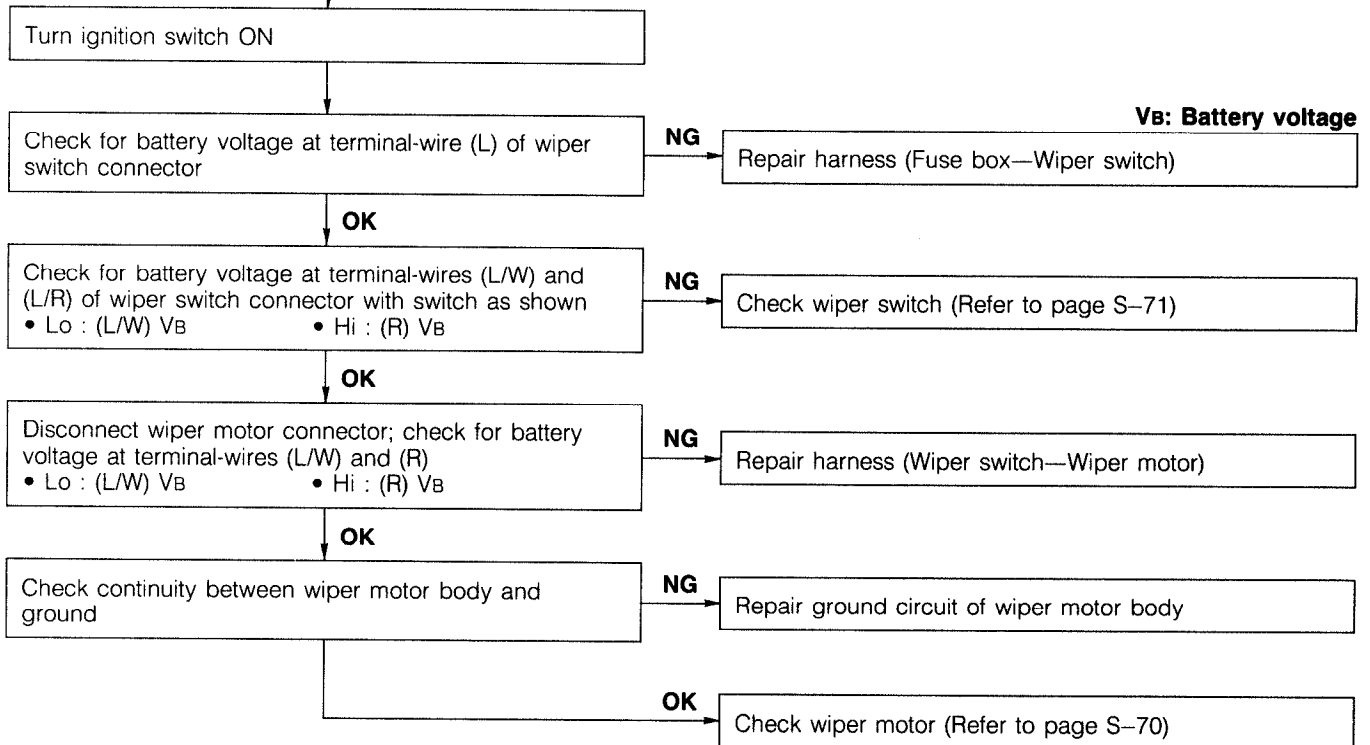 Turn ignition switch ON
VB: Battery voltage
Check for battery voltage at terminal-wire (L) of wiper
switch connector
NG
Repair harness (Fuse box—Wiper switch)
OK
Check for battery voltage at terminal-wires (L/W) and
(L/R) of wiper switch connector with switch as shown
• Lo : (L/W) VB • Hi : (R) VB
NG
Check wiper switch (Refer to page S–71)
OK
Disconnect wiper motor connector; check for battery
voltage at terminal-wires (L/W) and (R)
• Lo : (L/W) VB • Hi : (R) VB
NG
Repair harness (Wiper switch—Wiper motor)
OK
Check continuity between wiper motor body and
ground
NG
Repair ground circuit of wiper motor body
OK
Check wiper motor (Refer to page S–70)